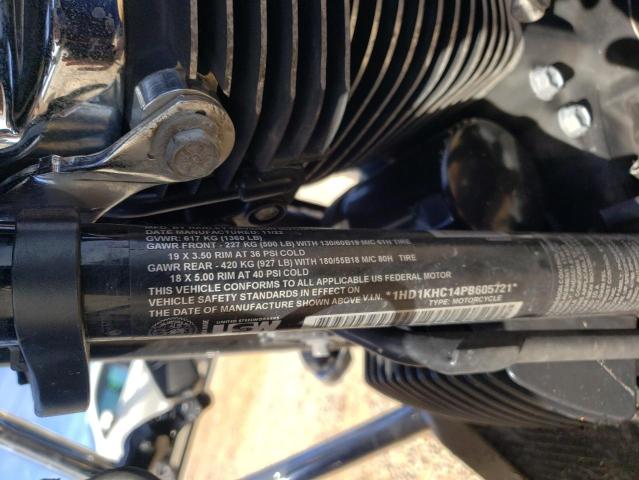 DATE MANUFACTURED: 11/22
GVWR: 617 KG (1360 LB)
GAWR FRONT - 227 KG (500 LB) WITH 130/60B19 M/C 61H TIRE
19 X 3.50 RIM AT 36 PSI COLD
GAWR REAR - 420 KG (927 LB) WITH 180/55B18 M/C 80H TIRE
18 X 5.00 RIM AT 40 PSI COLD
THIS VEHICLE CONFORMS TO ALL APPLICABLE US FEDERAL MOTOR
VEHICLE SAFETY STANDARDS IN EFFECT ON
THE DATE OF MANUFACTURE SHOWN ABOVE V.I.N. *1HD1KHC14PB605721*
TYPE: MOTORCYCLE
UNITED STEELWORKERS
USW